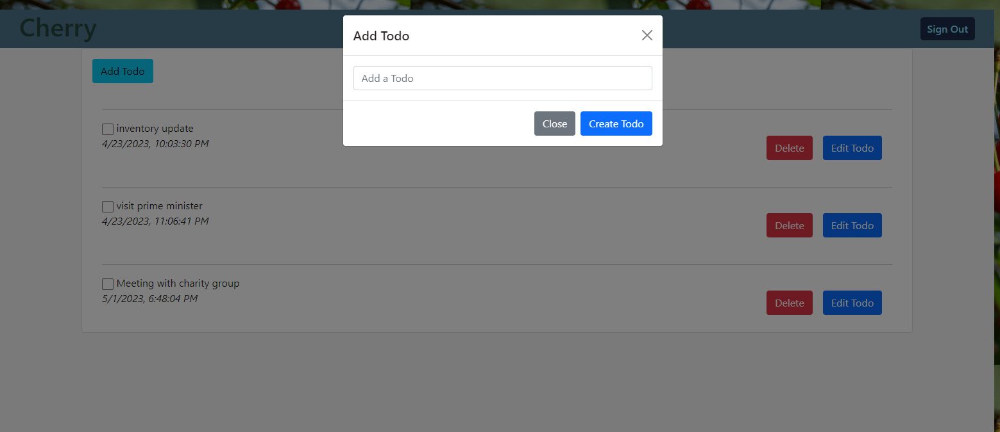 Cherry
Sign Out
Add Todo
Add Todo
Add a Todo
Close
Create Todo
inventory update
4/23/2023, 10:03:30 PM
Delete
Edit Todo
visit prime minister
4/23/2023, 11:06:41 PM
Delete
Edit Todo
Meeting with charity group
5/1/2023, 6:48:04 PM
Delete
Edit Todo